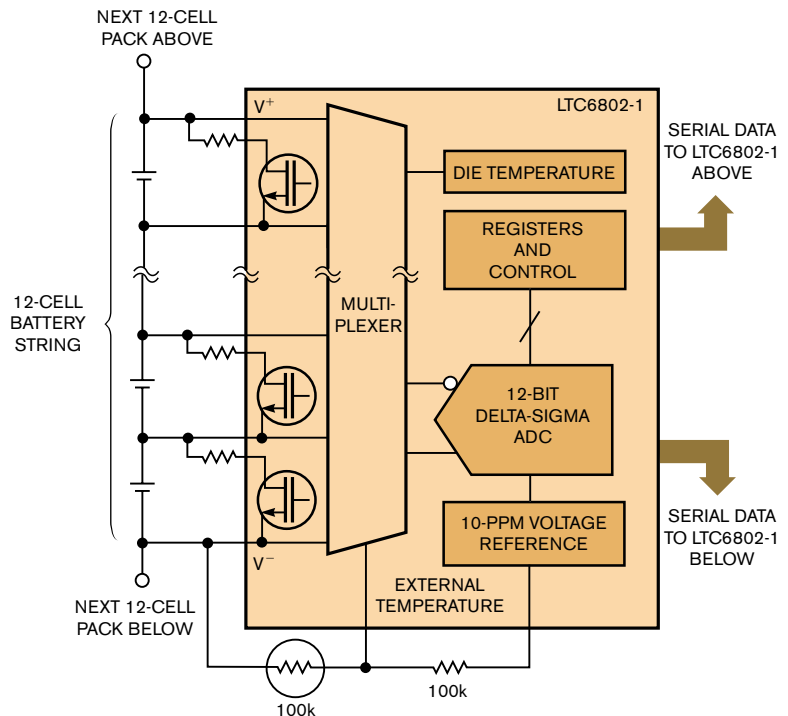 NEXT 12-CELL
PACK ABOVE
V+
LTC6802-1
SERIAL DATA
TO LTC6802-1
ABOVE
DIE TEMPERATURE
REGISTERS
AND
CONTROL
12-CELL
BATTERY
STRING
MULTI-
PLEXER
12-BIT
DELTA-SIGMA
ADC
10-PPM VOLTAGE
REFERENCE
SERIAL DATA
TO LTC6802-1
BELOW
V−
EXTERNAL
TEMPERATURE
NEXT 12-CELL
PACK BELOW
100k
100k